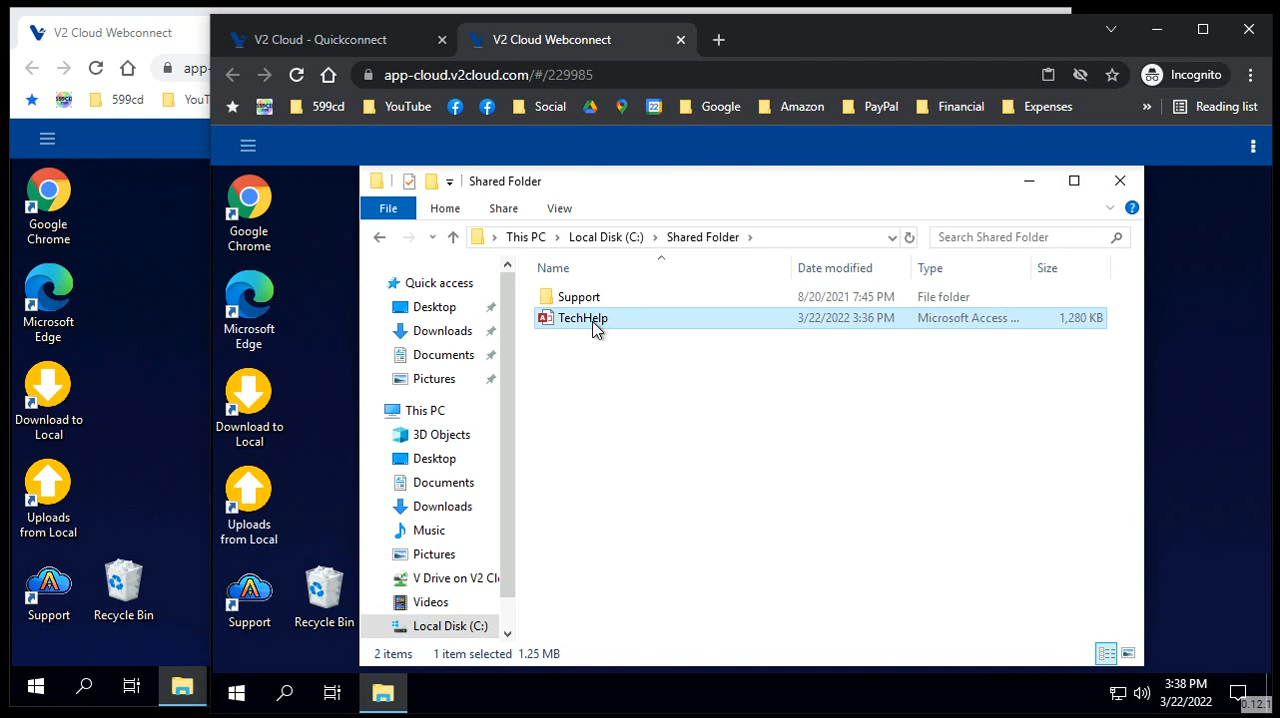 V2 Cloud Webconnect
app-
599cd
YouT
Google
Chrome
Microsoft
Edge
Download to
Local
Uploads
from Local
Support
Recycle Bin
V2 Cloud - Quickconnect
V2 Cloud Webconnect
app-cloud.v2cloud.com/#/229985
Incognito
599cd
YouTube
Social
22
Google
Amazon
PayPal
Financial
Expenses
»
Reading list
Google
Chrome
Microsoft
Edge
Download to
Local
Uploads
from Local
Support
Recycle Bin
Shared Folder
File Home Share View
This PC > Local Disk (C:) > Shared Folder >
Search Shared Folder
Name Date modified Type Size
Support 8/20/2021 7:45 PM File folder
TechHelp 3/22/2022 3:36 PM Microsoft Access ... 1,280 KB
Quick access
Desktop
Downloads
Documents
Pictures
This PC
3D Objects
Desktop
Documents
Downloads
Music
Pictures
V Drive on V2 Cl
Videos
Local Disk (C:)
2 items 1 item selected 1.25 MB
3:38 PM
3/22/2022
0.12.1